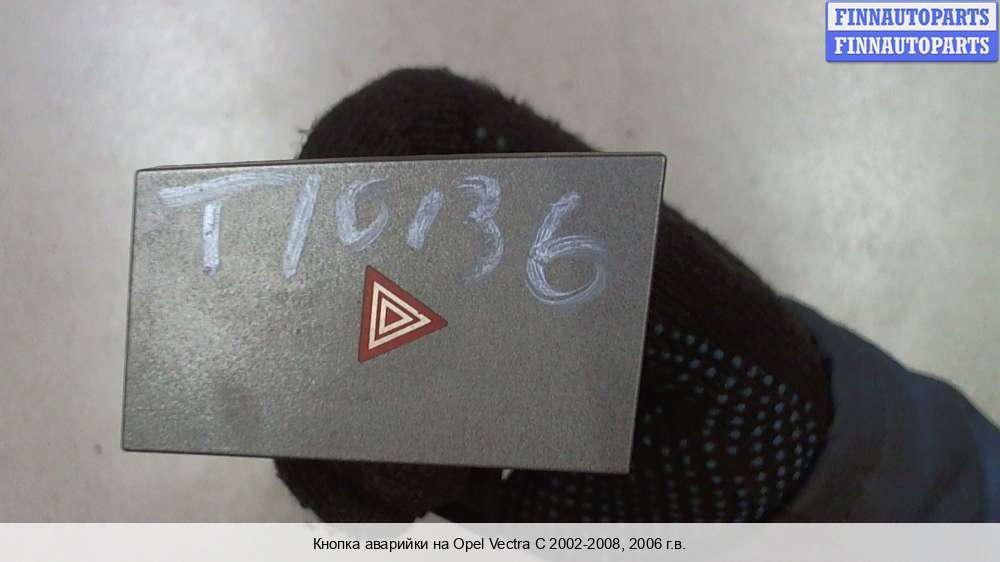 FINNAUTOPARTS
FINNAUTOPARTS
T10136
Кнопка аварийки на Opel Vectra C 2002-2008, 2006 г.в.